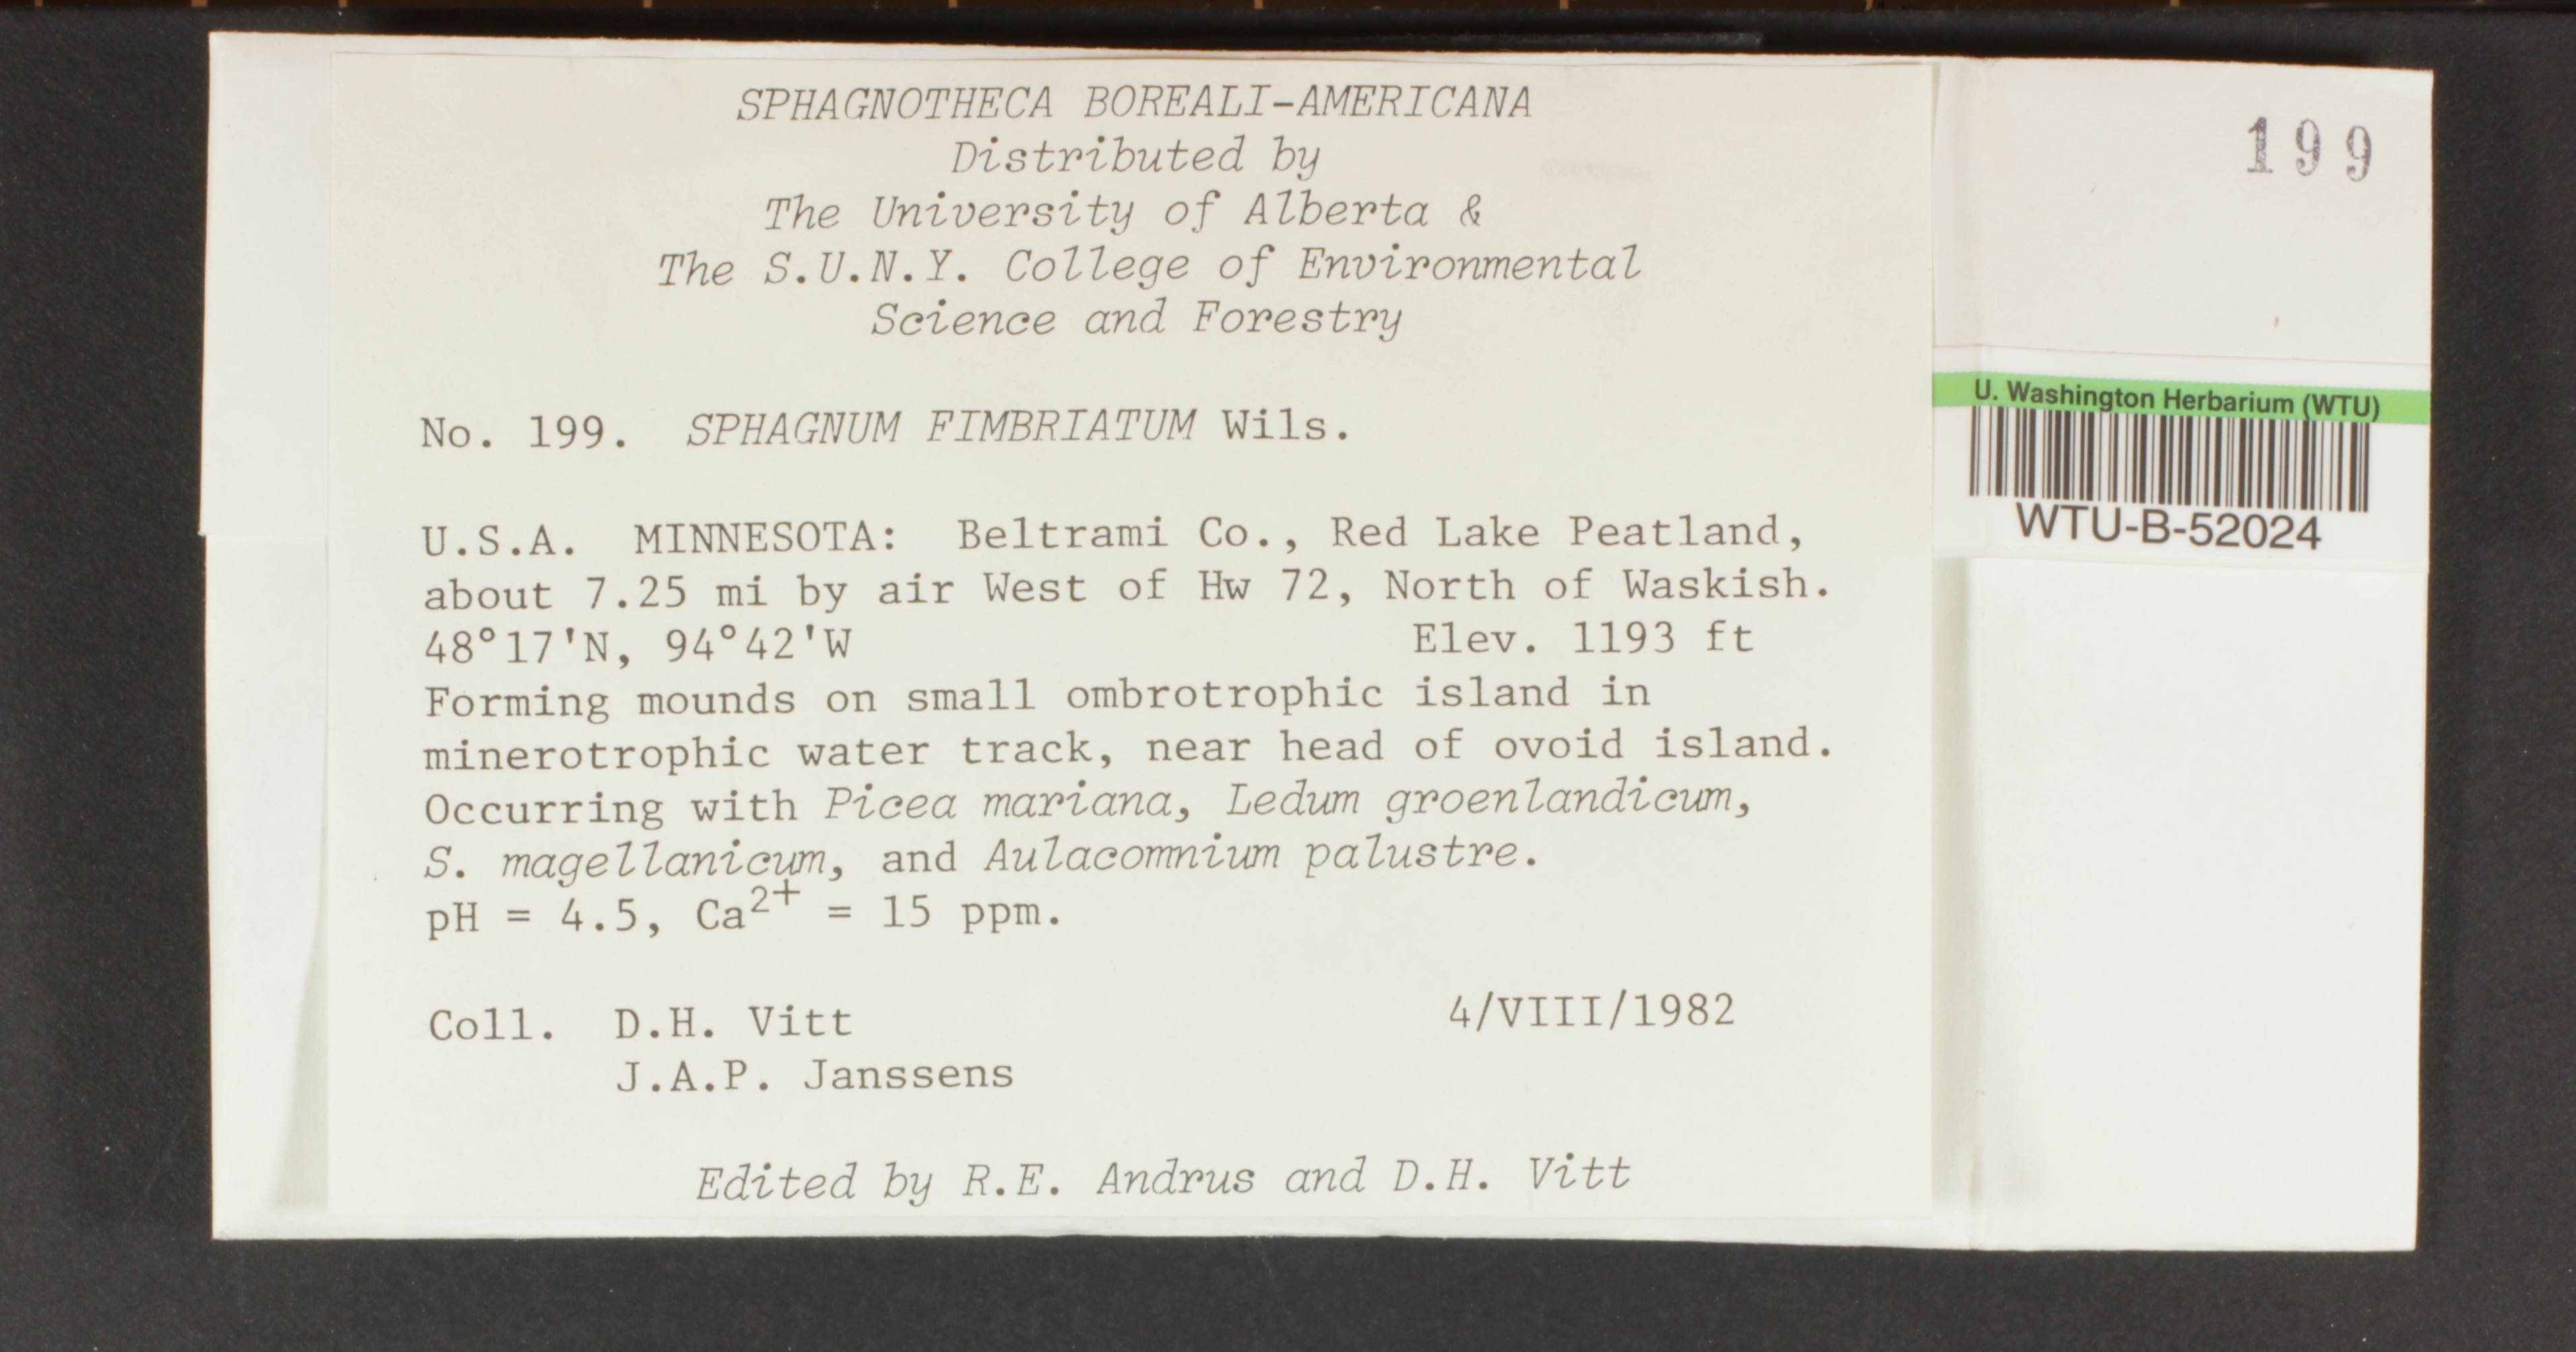 SPHAGNOTHECA BOREALI-AMERICANA
Distributed by
The University of Alberta &
The S.U.N.Y. College of Environmental
Science and Forestry
199
No. 199. SPHAGNUM FIMBRIATUM Wils.
U. Washington Herbarium (WTU)
WTU-B-52024
U.S.A. MINNESOTA: Beltrami Co., Red Lake Peatland,
about 7.25 mi by air West of Hw 72, North of Waskish.
48°17'N, 94°42'W Elev. 1193 ft
Forming mounds on small ombrotrophic island in
minerotrophic water track, near head of ovoid island.
Occurring with Picea mariana, Ledum groenlandicum,
S. magellanicum, and Aulacomnium palustre.
pH = 4.5, Ca²⁺ = 15 ppm.
Coll. D.H. Vitt 4/VIII/1982
J.A.P. Janssens
Edited by R.E. Andrus and D.H. Vitt